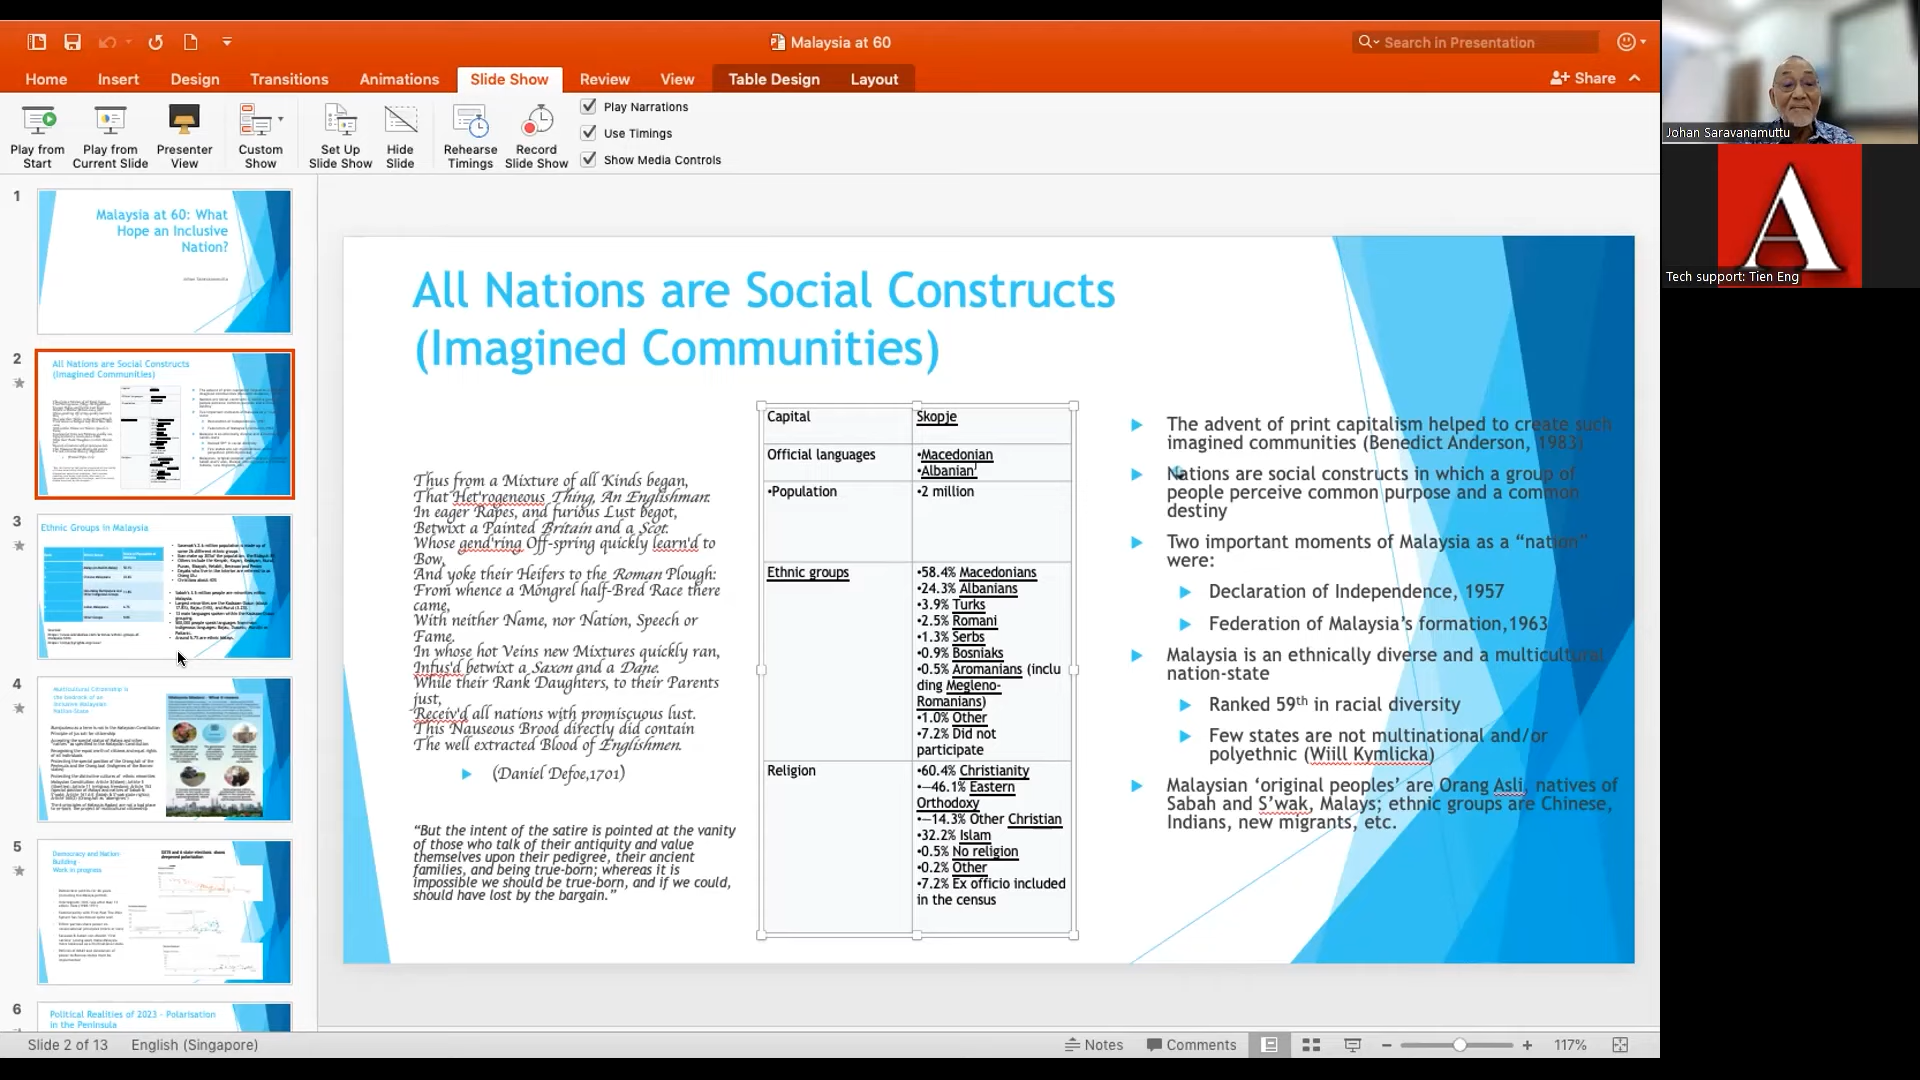 Malaysia at 60
Search in Presentation
Home
Insert
Design
Transitions
Animations
Slide Show
Review
View
Table Design
Layout
Share
Play from
Start
Play from
Current Slide
Presenter
View
Custom
Show
Set Up
Slide Show
Hide
Slide
Rehearse
Timings
Record
Slide Show
Play Narrations
Use Timings
Show Media Controls
Johan Saravanamuttu
A
Tech support: Tien Eng
1
Malaysia at 60: What
Hope an Inclusive
Nation?
2
All Nations are Social Constructs
(Imagined Communities)
3
Ethnic Groups in Malaysia
4
Multicultural Citizenship is
the bedrock of an
Inclusive Malaysian
Nation-State
5
Democracy and Nation-
Building-
Work in progress
6
Political Realities of 2023 - Polarisation
in the Peninsula
All Nations are Social Constructs
(Imagined Communities)
Thus from a Mixture of all Kinds began,
That Het'rogeneous Thing, An Englishman:
In eager Rapes, and furious Lust begot,
Betwixt a Painted Britain and a Scot.
Whose gend'ring Off-spring quickly learn'd to
Bow,
And yoke their Heifers to the Roman Plough:
From whence a Mongrel half-Bred Race there
came,
With neither Name, nor Nation, Speech or
Fame.
In whose hot Veins new Mixtures quickly ran,
Infus'd betwixt a Saxon and a Dane.
While their Rank Daughters, to their Parents
just,
Receiv'd all nations with promiscuous lust.
This Nauseous Brood directly did contain
The well extracted Blood of Englishmen.
(Daniel Defoe,1701)
“But the intent of the satire is pointed at the vanity
of those who talk of their antiquity and value
themselves upon their pedigree, their ancient
families, and being true-born; whereas it is
impossible we should be true-born, and if we could,
should have lost by the bargain.”
Capital
Skopje
Official languages
•Macedonian
•Albanian
•Population
•2 million
Ethnic groups
•58.4% Macedonians
•24.3% Albanians
•3.9% Turks
•2.5% Romani
•1.3% Serbs
•0.9% Bosniaks
•0.5% Aromanians (inclu
ding Megleno-
Romanians)
•1.0% Other
•7.2% Did not
participate
Religion
•60.4% Christianity
•—46.1% Eastern
Orthodoxy
•—14.3% Other Christian
•32.2% Islam
•0.5% No religion
•0.2% Other
•7.2% Ex officio included
in the census
The advent of print capitalism helped to create such
imagined communities (Benedict Anderson, 1983)
Nations are social constructs in which a group of
people perceive common purpose and a common
destiny
Two important moments of Malaysia as a “nation”
were:
Declaration of Independence, 1957
Federation of Malaysia’s formation,1963
Malaysia is an ethnically diverse and a multicultural
nation-state
Ranked 59th in racial diversity
Few states are not multinational and/or
polyethnic (Wiill Kymlicka)
Malaysian ‘original peoples’ are Orang Asli, natives of
Sabah and S’wak, Malays; ethnic groups are Chinese,
Indians, new migrants, etc.
Slide 2 of 13
English (Singapore)
Notes
Comments
117%